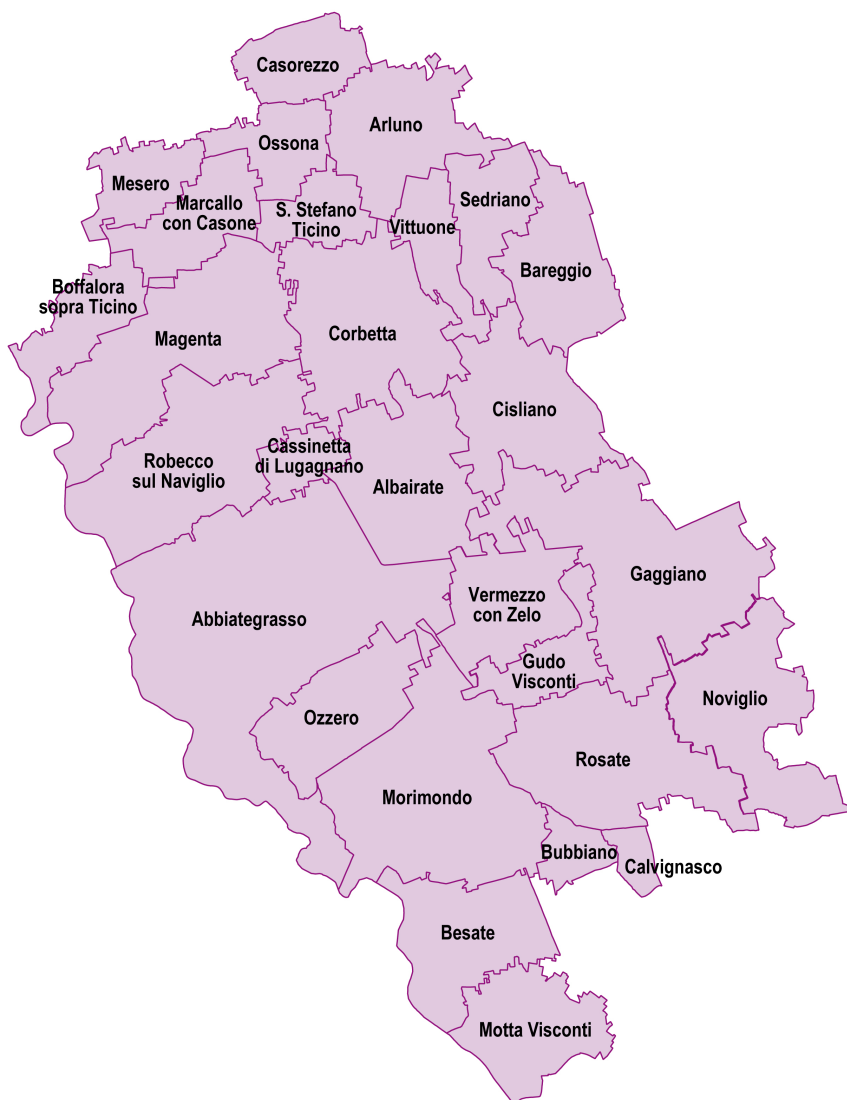 Casorezzo
Arluno
Ossona
Mesero
Marcallo
con Casone
S. Stefano
Ticino
Vittuone
Sedriano
Bareggio
Boffalora
sopra Ticino
Magenta
Corbetta
Cisliano
Robecco
sul Naviglio
Cassinetta
di Lugagnano
Albairate
Gaggiano
Abbiategrasso
Vermezzo
con Zelo
Gudo
Visconti
Noviglio
Ozzero
Rosate
Morimondo
Bubbiano
Calvignasco
Besate
Motta Visconti